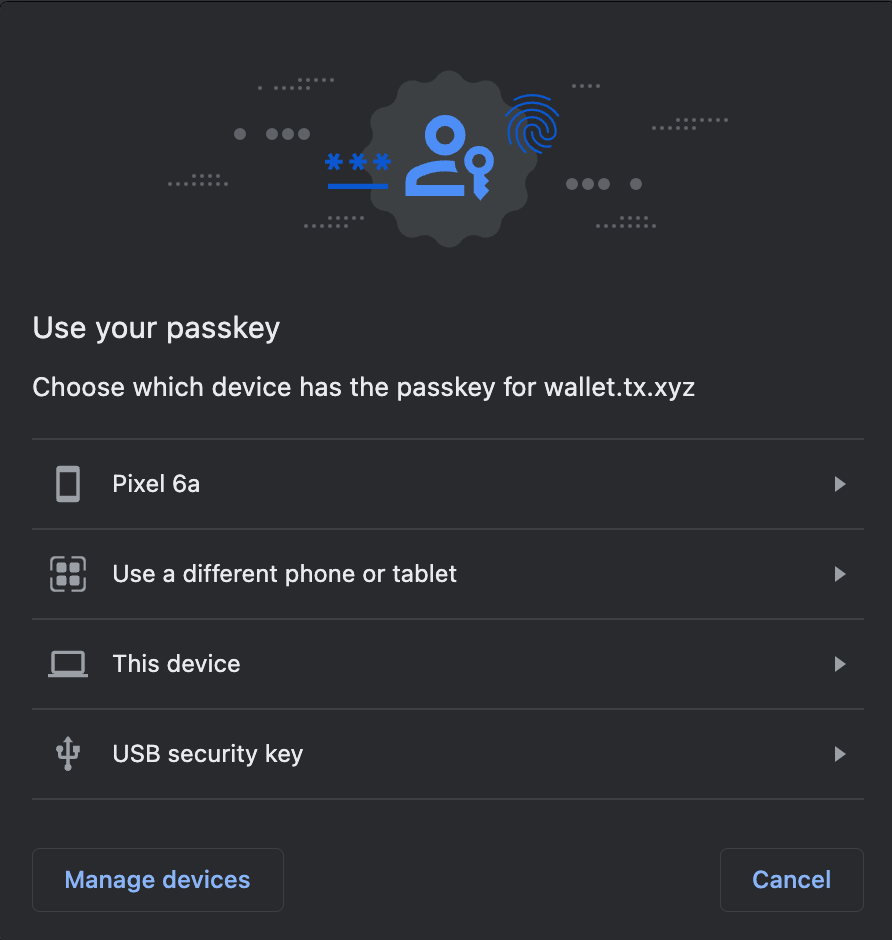 ***
Use your passkey
Choose which device has the passkey for wallet.tx.xyz
Pixel 6a
Use a different phone or tablet
This device
USB security key
Manage devices
Cancel